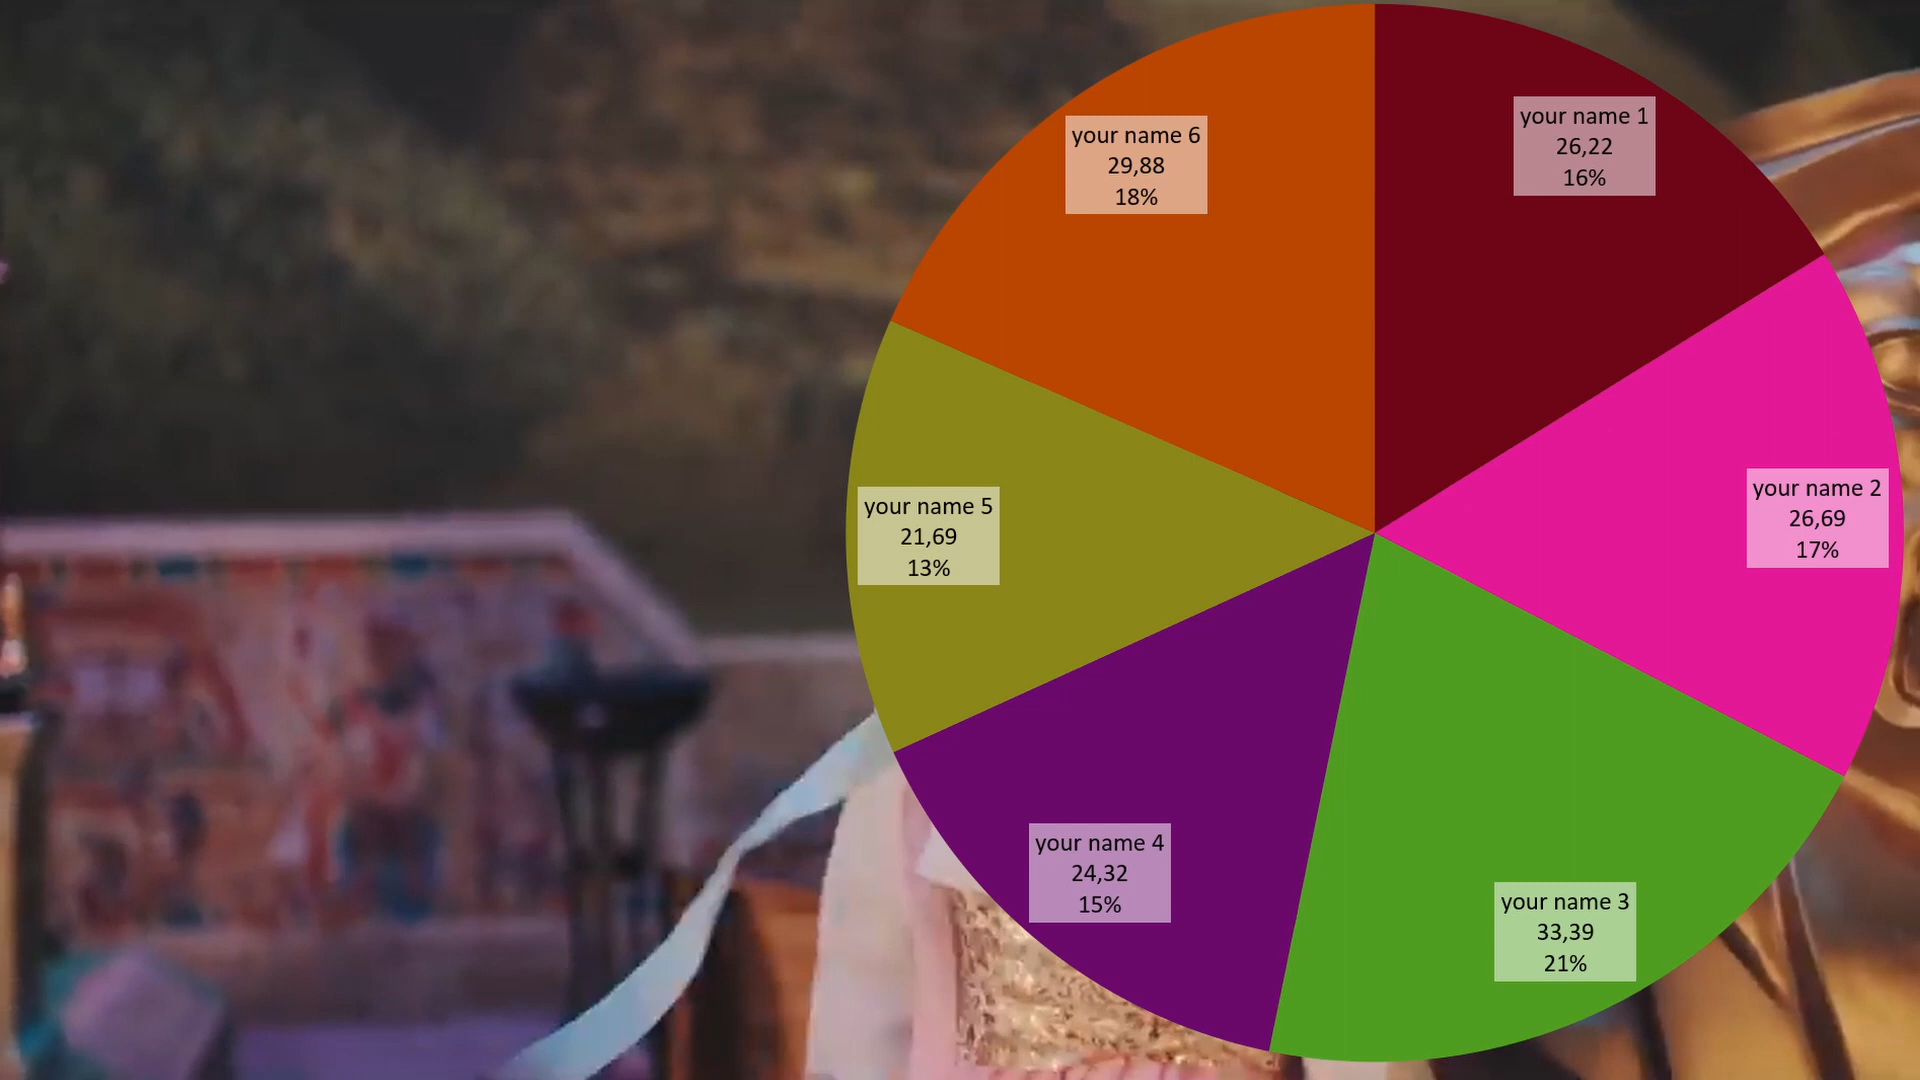 your name 1
26,22
16%
your name 2
26,69
17%
your name 3
33,39
21%
your name 4
24,32
15%
your name 5
21,69
13%
your name 6
29,88
18%